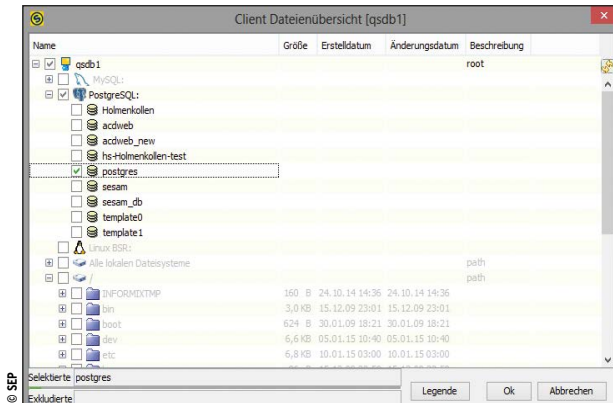 Client Dateienübersicht [qsdb1]
Name Größe Erstelldatum Änderungsdatum Beschreibung
qsdb1 root
MySQL:
PostgreSQL:
Holmenkollen
acdweb
acdweb_new
hs-Holmenkollen-test
postgres
sesam
sesam_db
template0
template1
Linux BSR:
Alle lokalen Dateisysteme path
/ path
INFORMIXTMP 160 B 24.10.14 14:36 24.10.14 14:36
bin 3,0 KB 15.12.09 23:01 15.12.09 23:01
boot 624 B 30.01.09 18:21 30.01.09 18:21
dev 6,6 KB 05.01.15 10:40 05.01.15 10:40
etc 6,8 KB 10.01.15 03:00 10.01.15 03:00
Selektierte postgres
Exkludierte
Legende Ok Abbrechen
© SEP